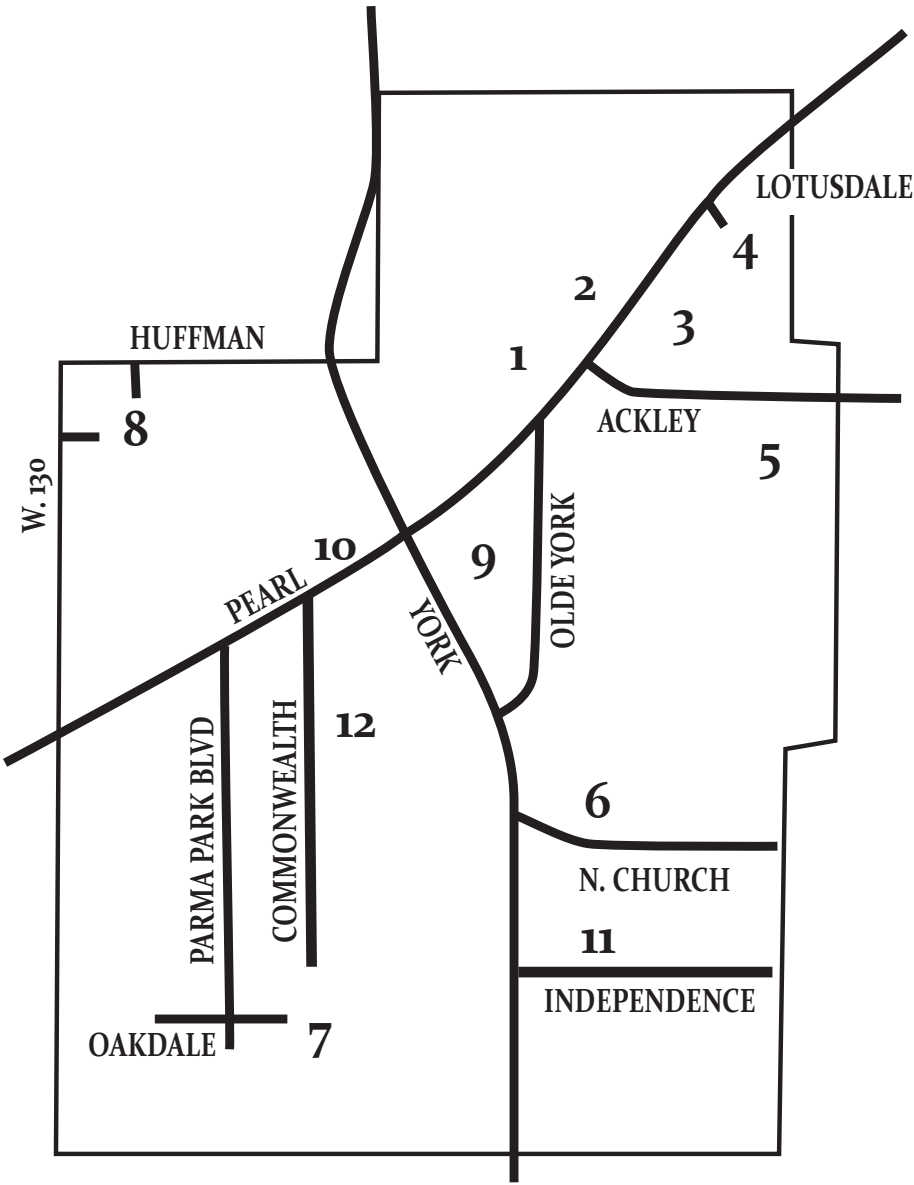 LOTUSDALE
4
2
3
HUFFMAN
1
ACKLEY
8
5
W. 130
OLDE YORK
10
9
PEARL
YORK
12
PARMA PARK BLVD
COMMONWEALTH
6
N. CHURCH
11
INDEPENDENCE
OAKDALE
7